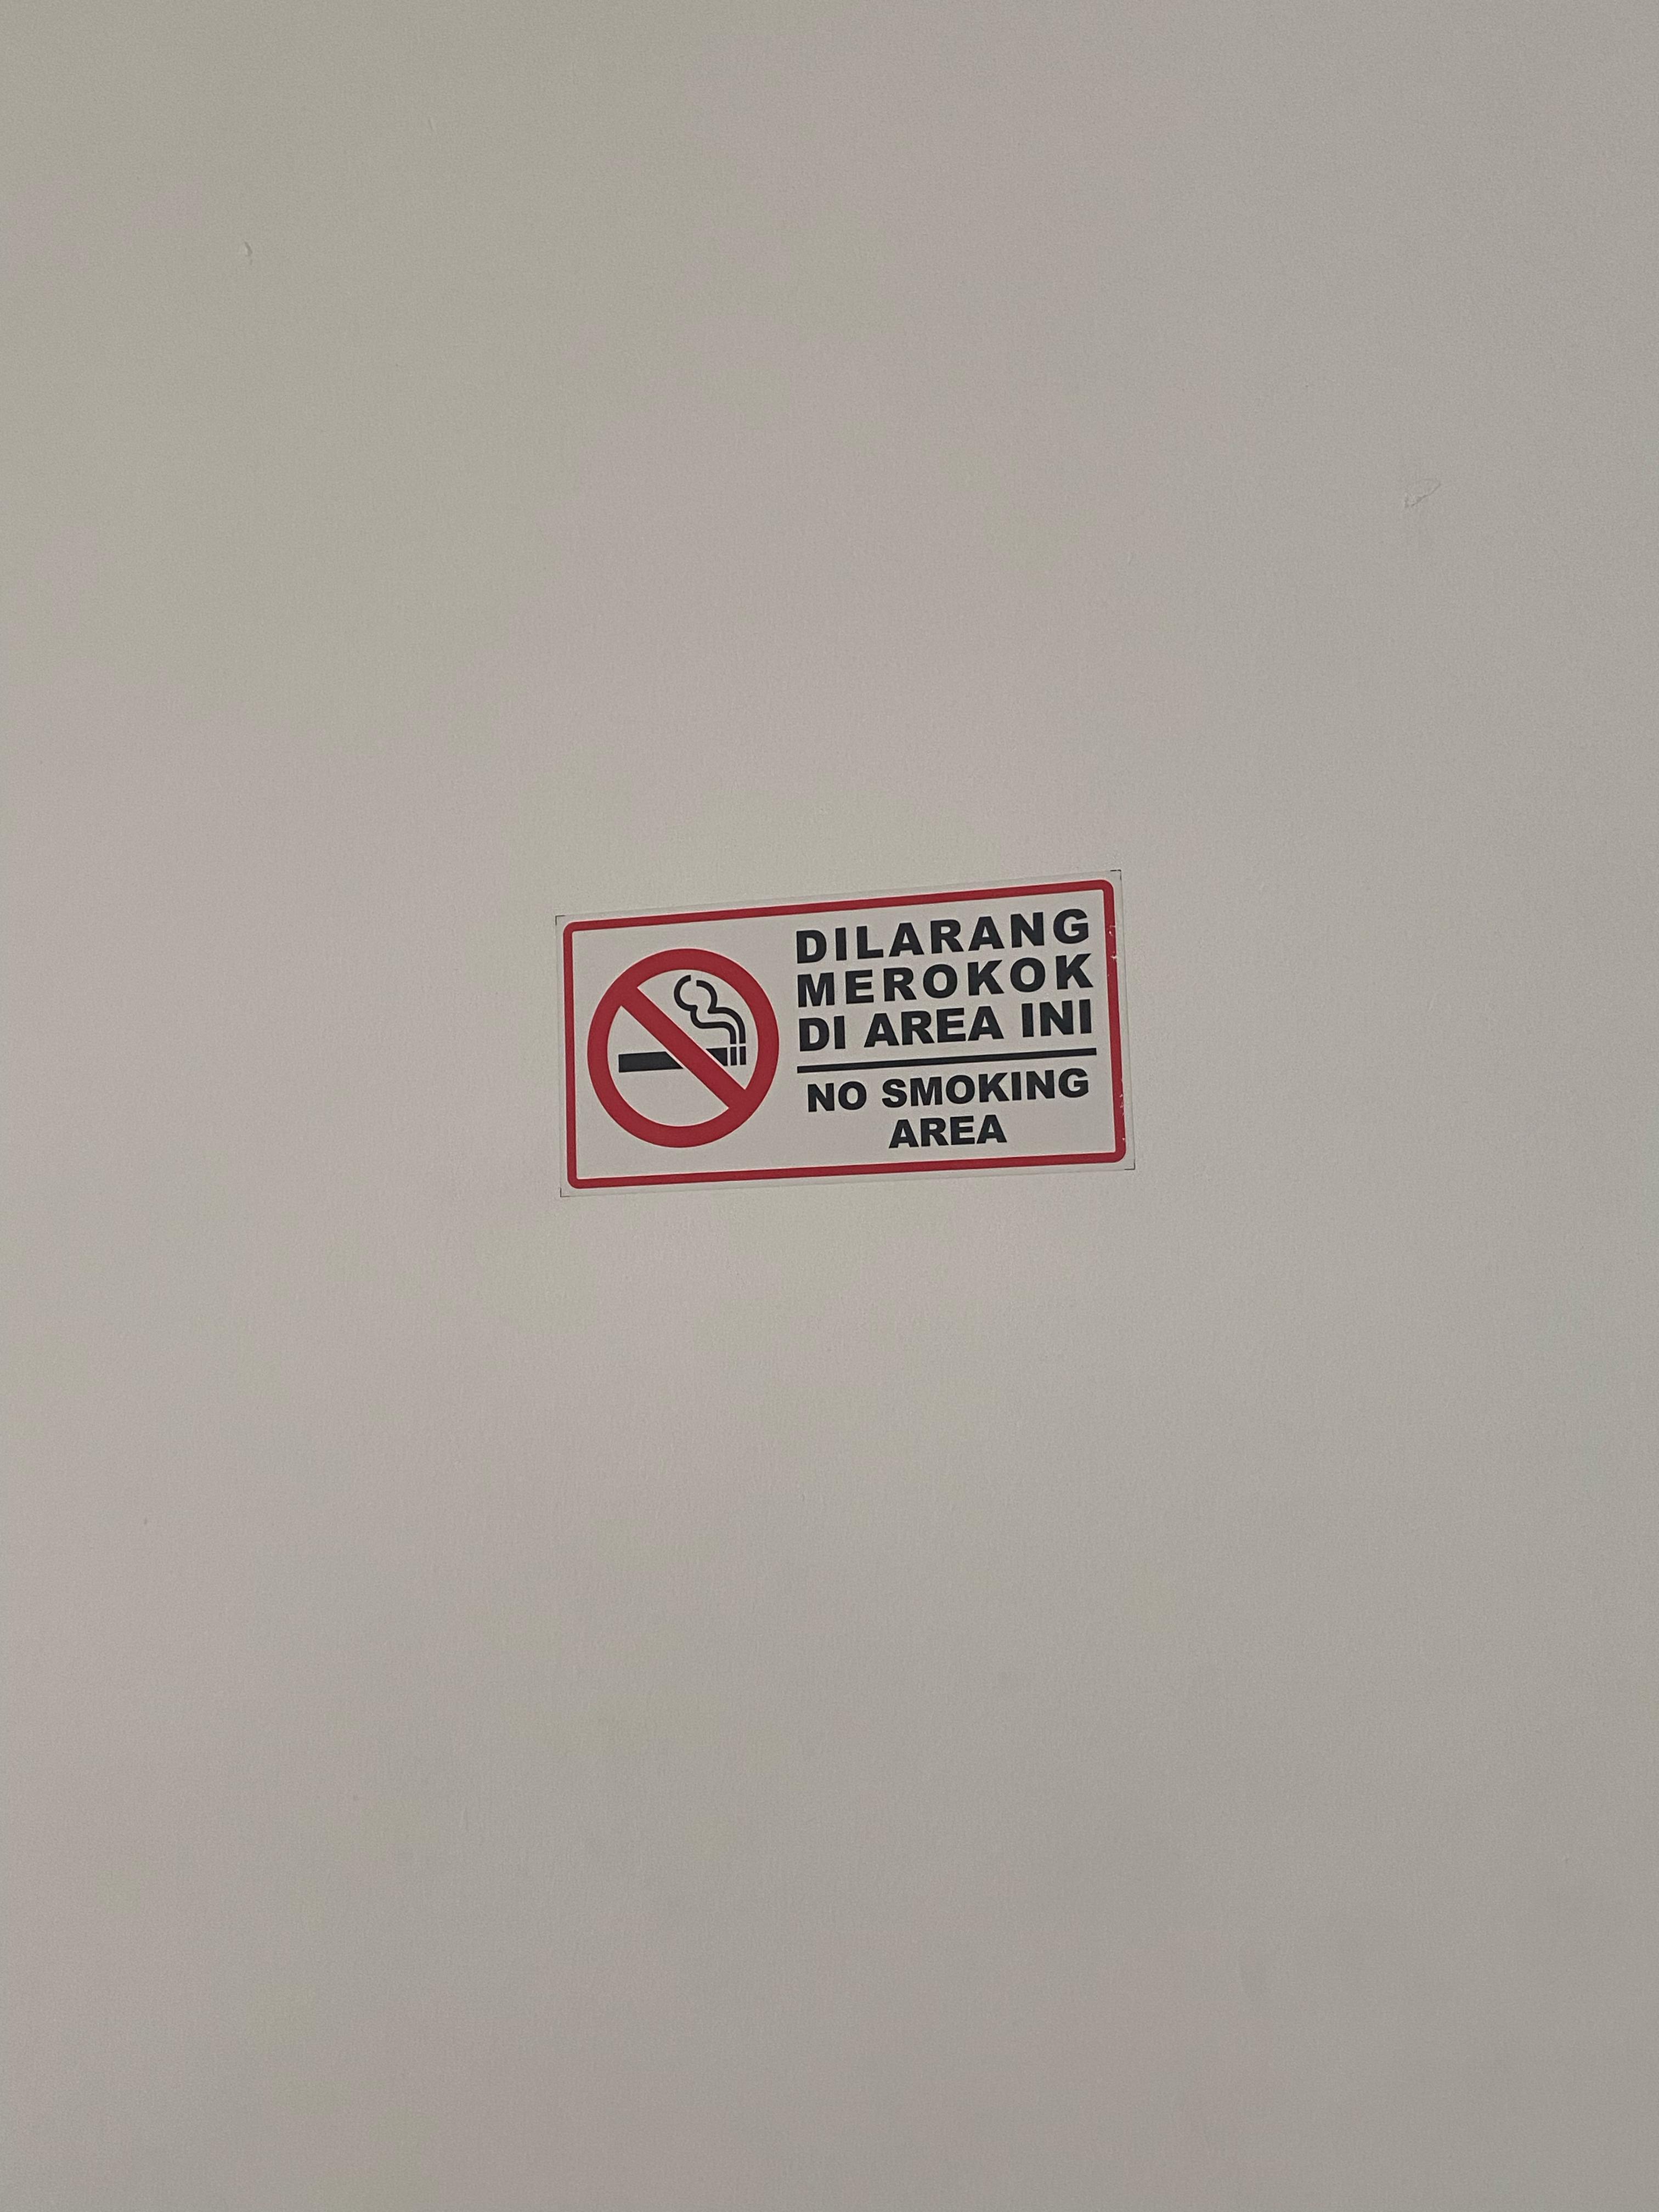 DILARANG
MEROKOK
DI AREA INI
NO SMOKING
AREA